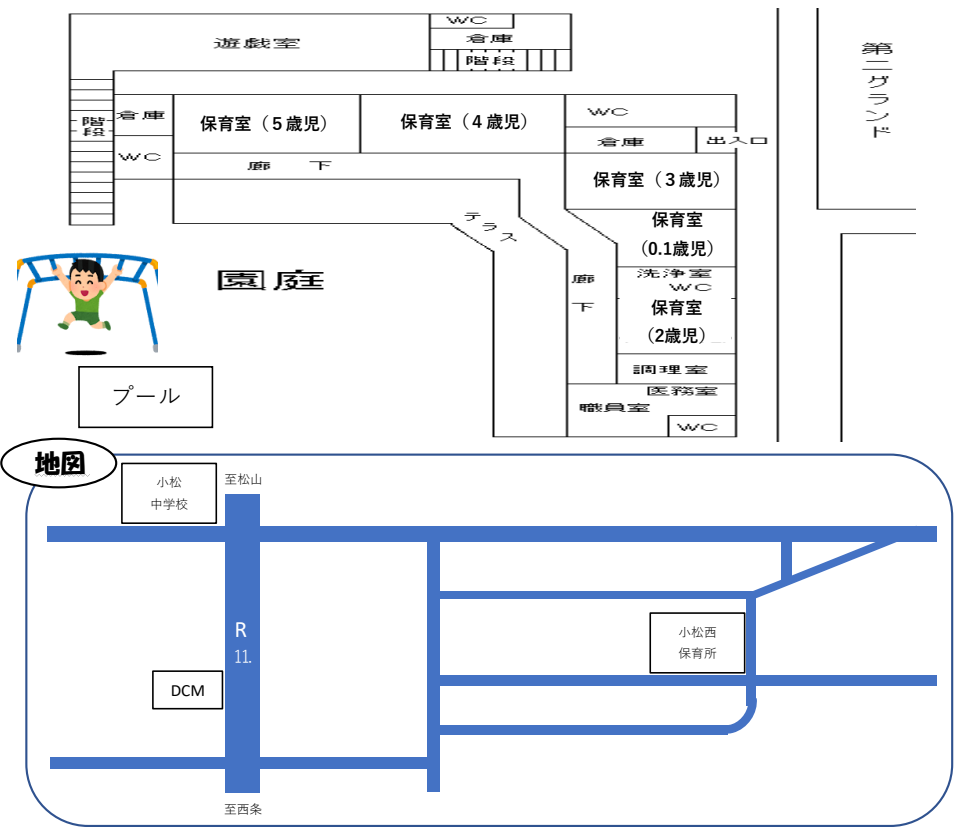 WC
遊戯室
倉庫
階段
第二グランド
階段
倉庫
保育室（５歳児）
保育室（４歳児）
WC
倉庫
出入口
WC
廊下
保育室（３歳児）
テラス
保育室
（0.1歳児）
園庭
廊下
洗浄室
WC
保育室
（2歳児）
調理室
プール
医務室
職員室
WC
地図
小松
中学校
至松山
R
11.
小松西
保育所
DCM
至西条